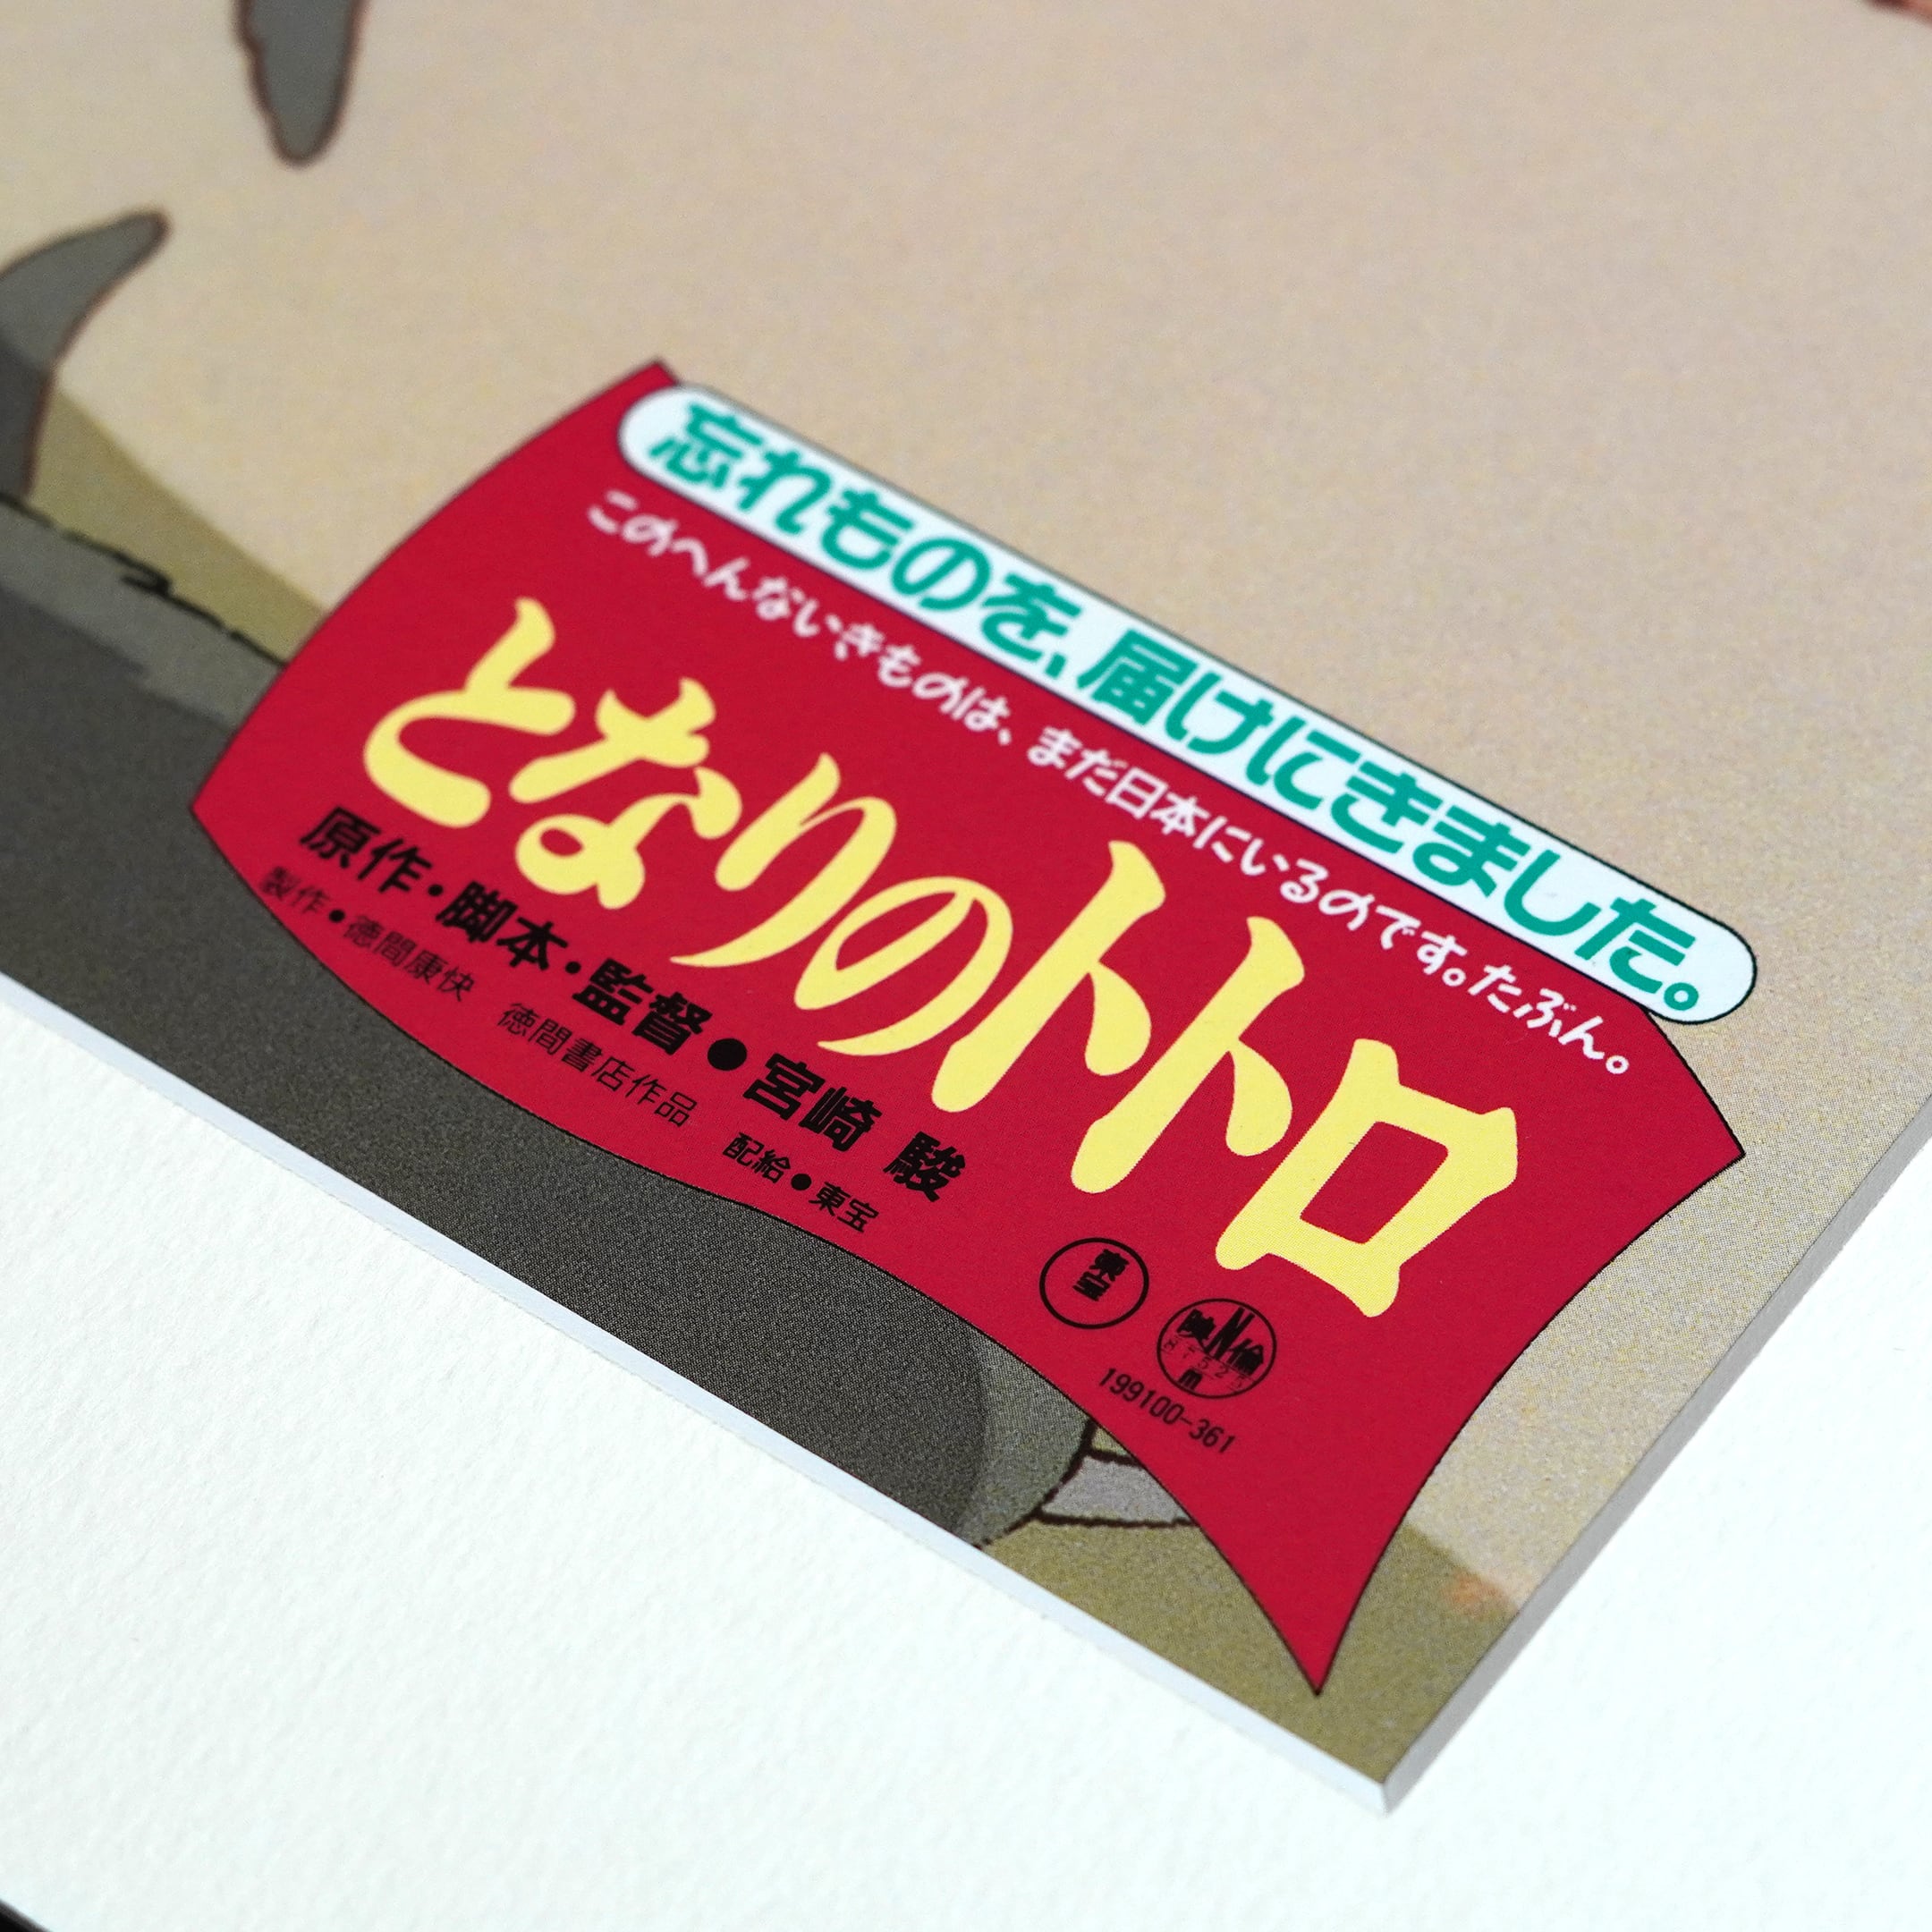 忘れものを、届けにきました。
このへんないきものは、まだ日本にいるのです。たぶん。
となりのトトロ
原作・脚本・監督●宮崎 駿
製作●徳間康快 徳間書店作品 配給●東宝
東宝
映倫
199100-361